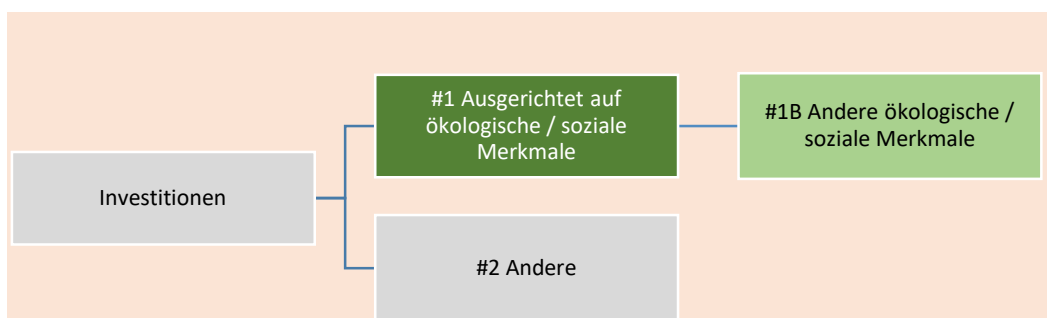 Investitionen
#1 Ausgerichtet auf
ökologische / soziale
Merkmale
#1B Andere ökologische /
soziale Merkmale
#2 Andere